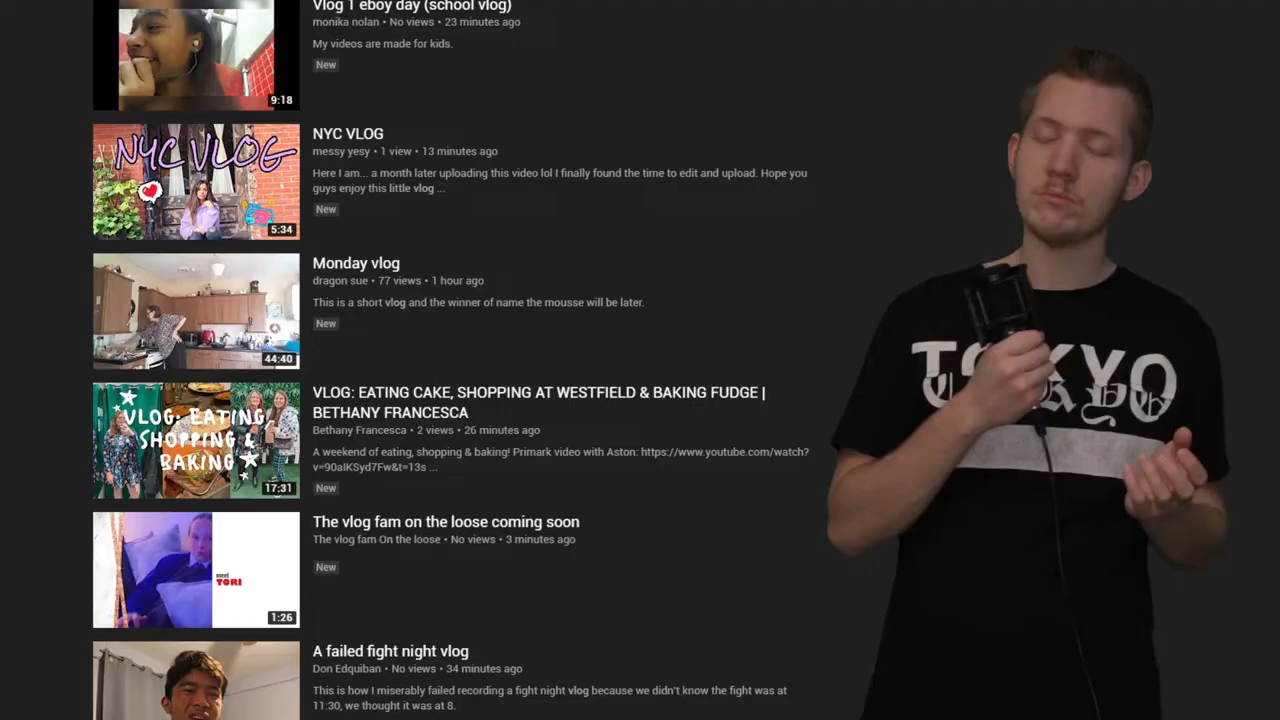 Vlog 1 eboy day (school vlog)
monika nolan • No views • 23 minutes ago
My videos are made for kids.
New
9:18
NYC VLOG
5:34
NYC VLOG
messy yesy • 1 view • 13 minutes ago
Here I am... a month later uploading this video lol I finally found the time to edit and upload. Hope you
guys enjoy this little vlog ...
New
44:40
Monday vlog
dragon sue • 77 views • 1 hour ago
This is a short vlog and the winner of name the mousse will be later.
New
VLOG: EATING,
SHOPPING &
BAKING
17:31
VLOG: EATING CAKE, SHOPPING AT WESTFIELD & BAKING FUDGE |
BETHANY FRANCESCA
Bethany Francesca • 2 views • 26 minutes ago
A weekend of eating, shopping & baking! Primark video with Aston: https://www.youtube.com/watch?
v=90aIKSyd7Fw&t=13s ...
New
meet
TORI
1:26
The vlog fam on the loose coming soon
The vlog fam On the loose • No views • 3 minutes ago
New
A failed fight night vlog
Don Edquiban • No views • 34 minutes ago
This is how I miserably failed recording a fight night vlog because we didn't know the fight was at
11:30, we thought it was at 8.
TOKYO